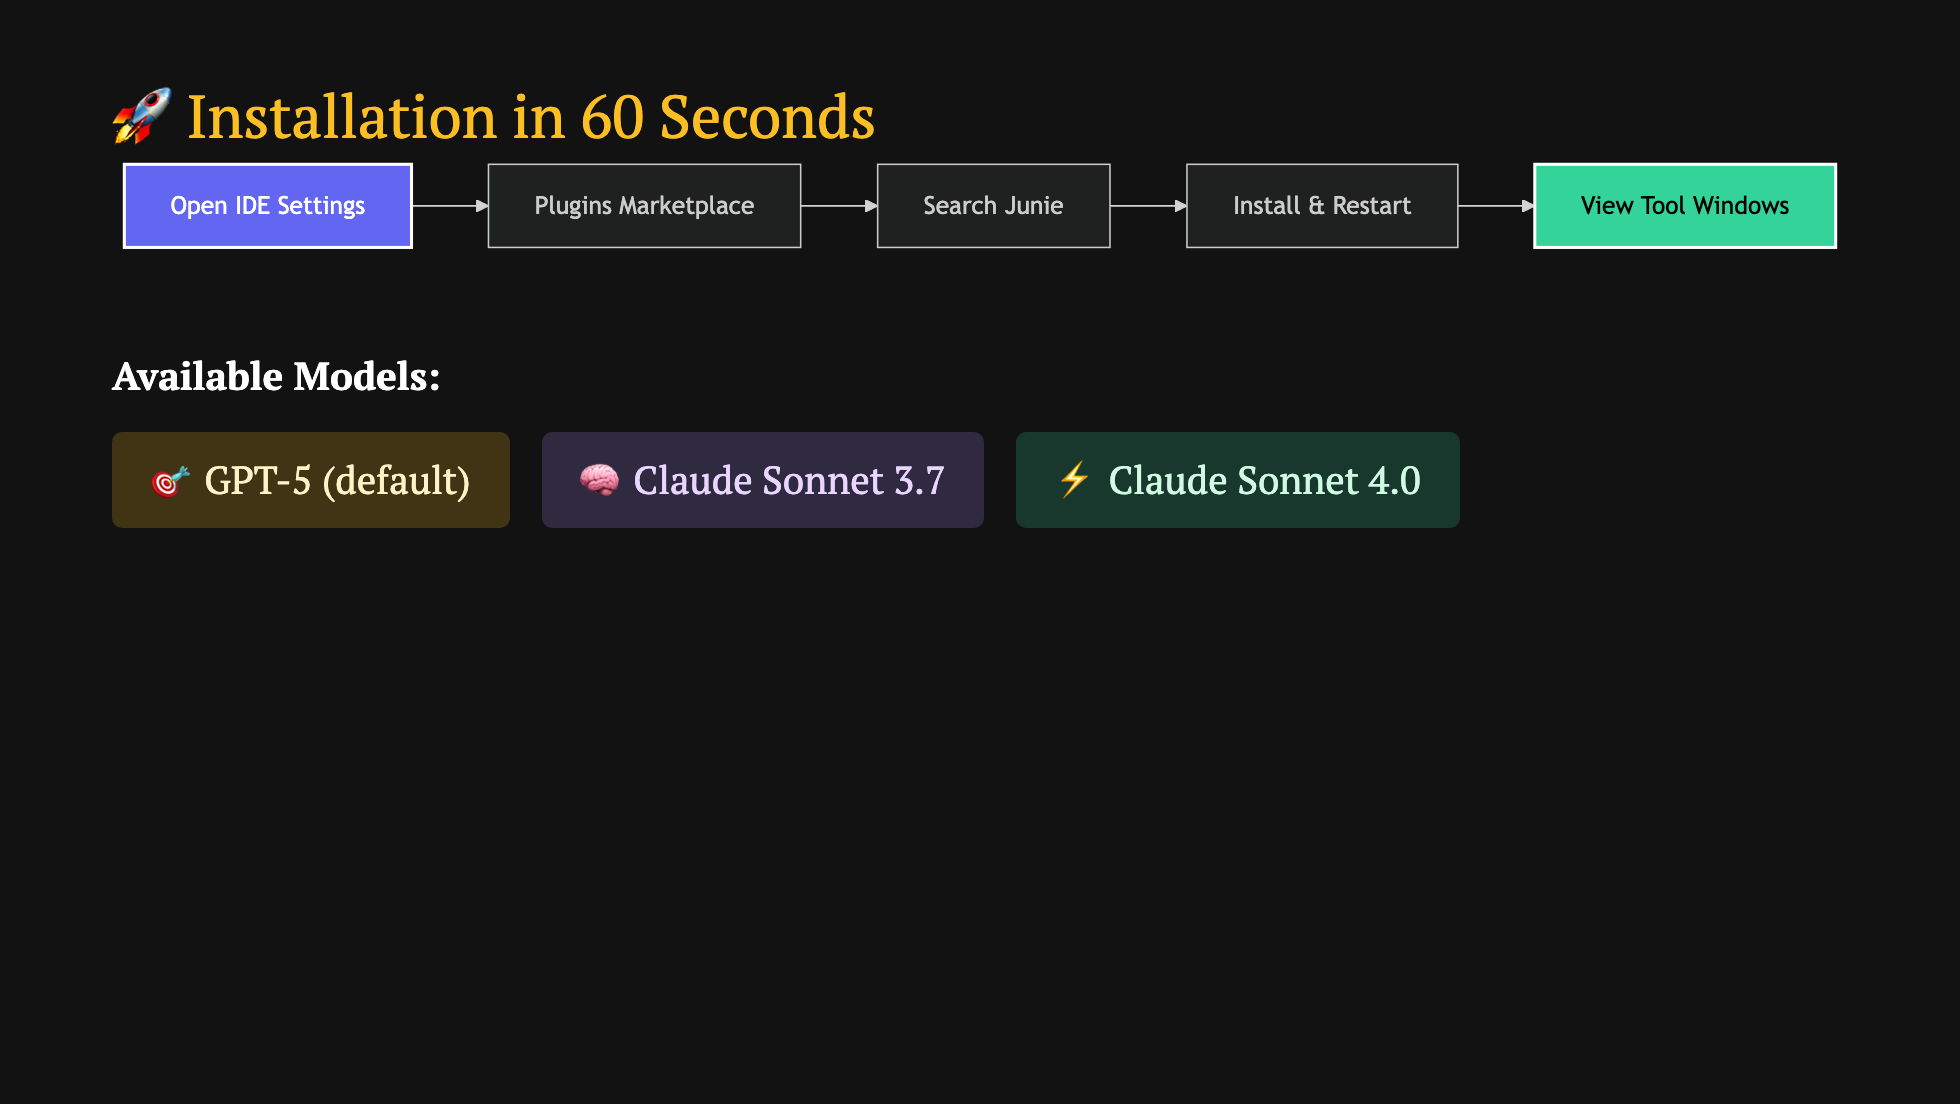 🚀 Installation in 60 Seconds
Open IDE Settings
Plugins Marketplace
Search Junie
Install & Restart
View Tool Windows
Available Models:
🎯 GPT-5 (default)
🧠 Claude Sonnet 3.7
⚡ Claude Sonnet 4.0